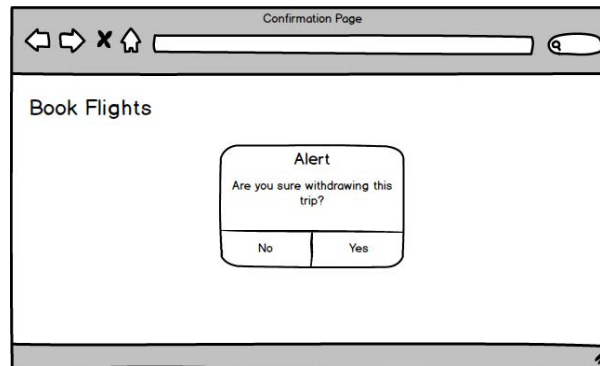 Confirmation Page
Book Flights
Alert
Are you sure withdrawing this
trip?
No
Yes